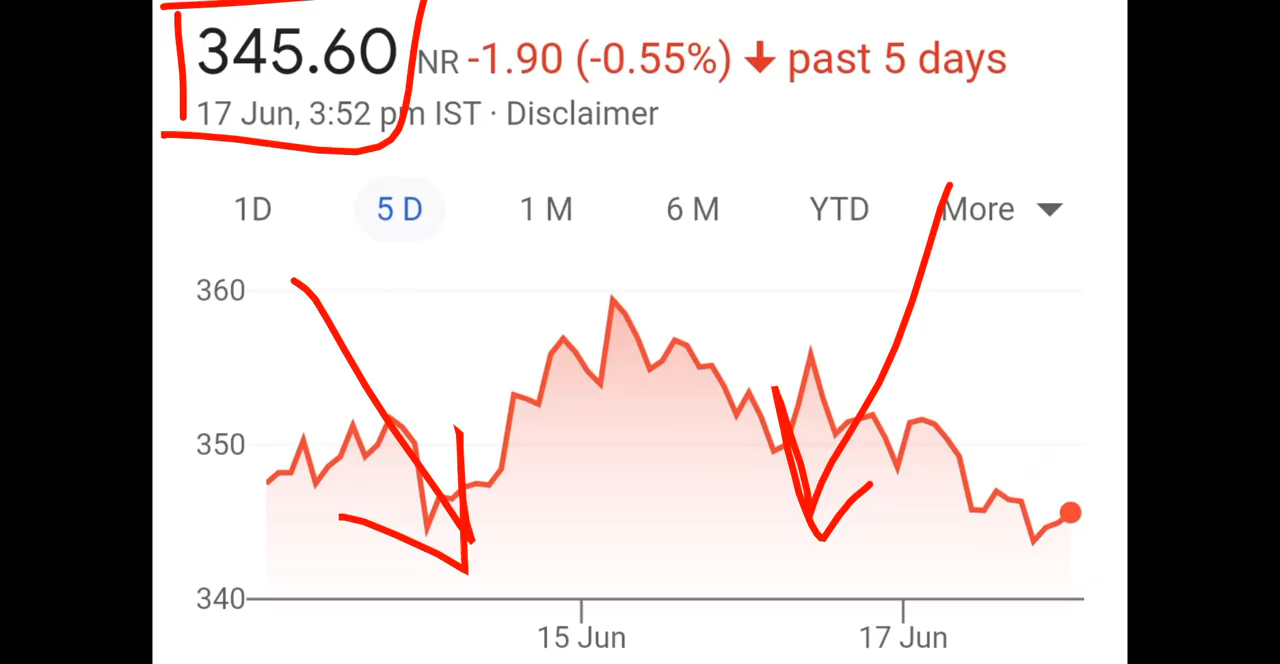 345.60 NR -1.90 (-0.55%) ↓ past 5 days
17 Jun, 3:52 pm IST · Disclaimer
1D 5 D 1 M 6 M YTD More
360
350
340
15 Jun 17 Jun